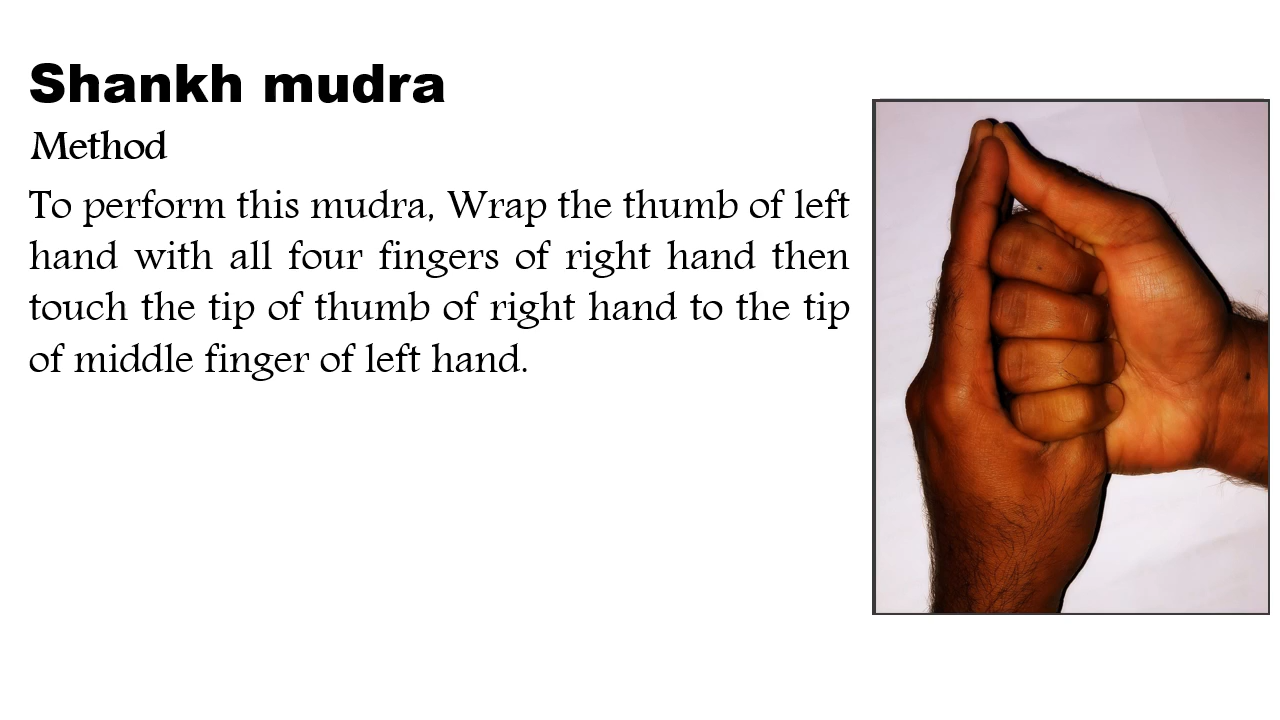 Shankh mudra
Method
To perform this mudra, Wrap the thumb of left
hand with all four fingers of right hand then
touch the tip of thumb of right hand to the tip
of middle finger of left hand.